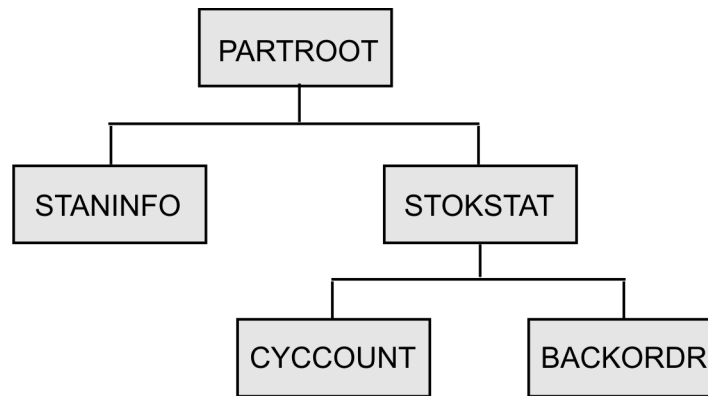 PARTROOT
STANINFO
STOKSTAT
CYCCOUNT
BACKORDR